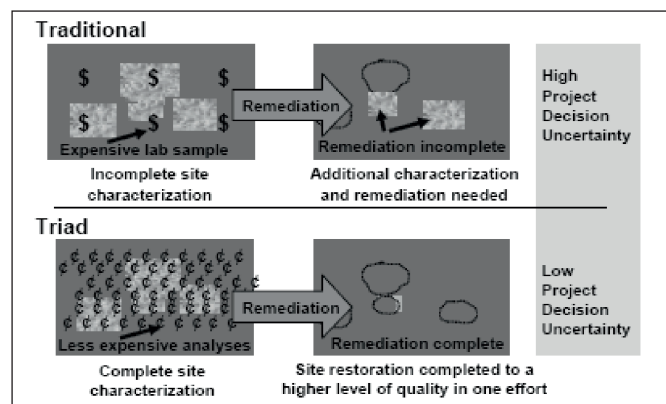 Traditional
$ $ $
$ $ $
Expensive lab sample
Remediation
Remediation incomplete
Incomplete site
characterization
Additional characterization
and remediation needed
High
Project
Decision
Uncertainty
Triad
Less expensive analyses
Remediation
Remediation complete
Complete site
characterization
Site restoration completed to a
higher level of quality in one effort
Low
Project
Decision
Uncertainty